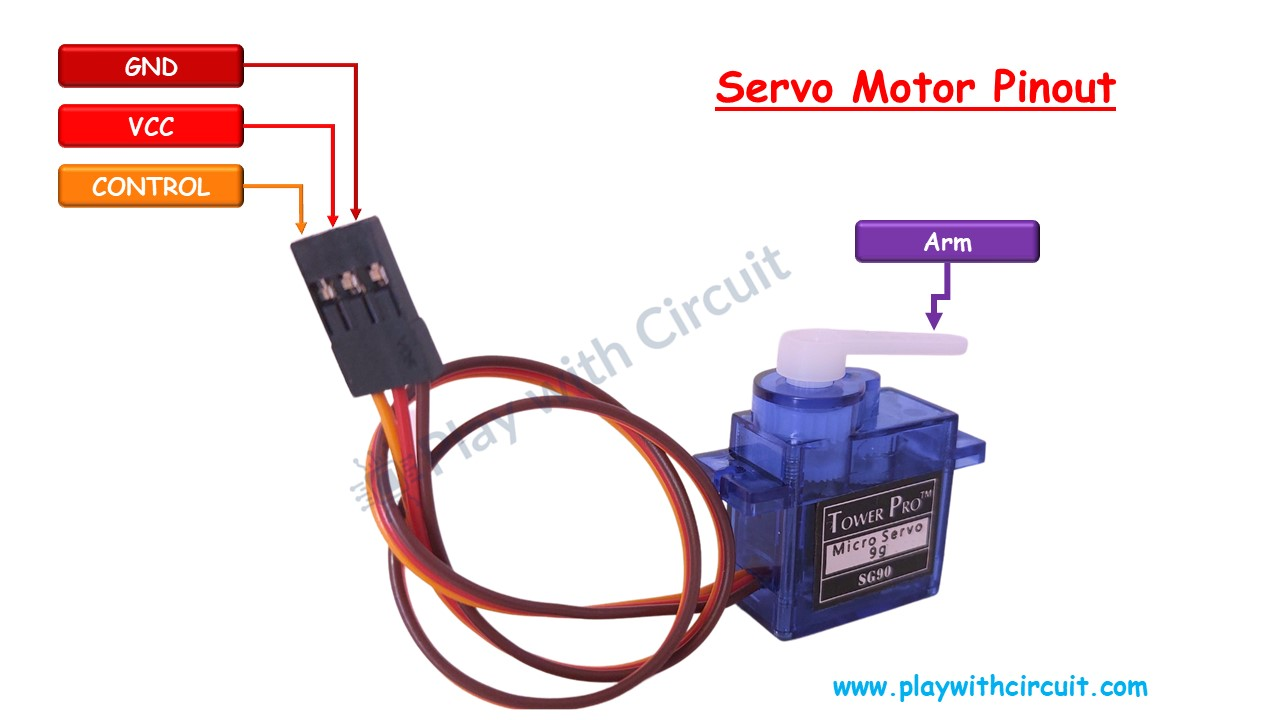 GND
VCC
CONTROL
Servo Motor Pinout
Arm
Play with Circuit
TOWER PRO™
Micro Servo
9g
SG90
www.playwithcircuit.com